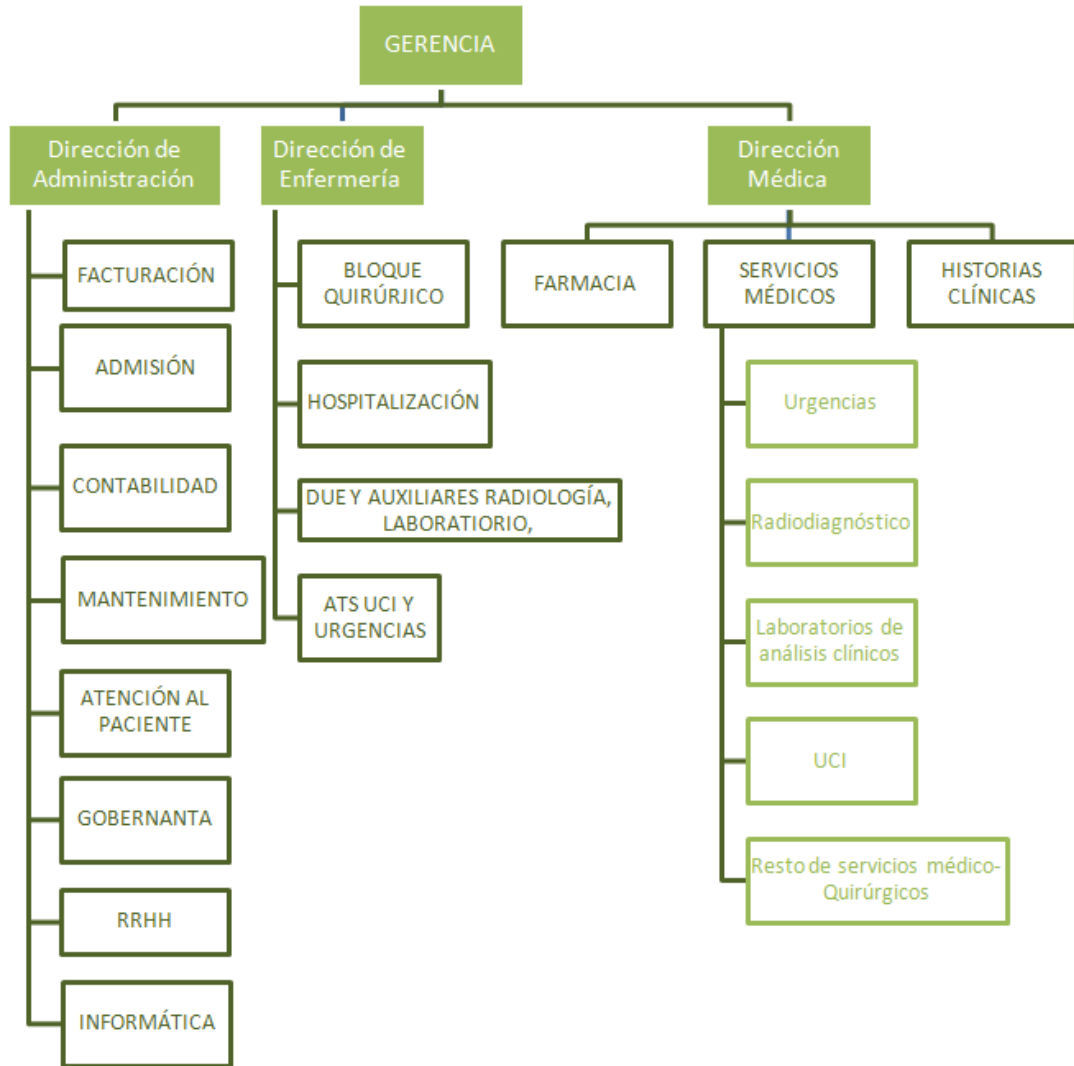 GERENCIA
Dirección de
Administración
Dirección de
Enfermería
Dirección
Médica
FACTURACIÓN
ADMISIÓN
CONTABILIDAD
MANTENIMIENTO
ATENCIÓN AL
PACIENTE
GOBERNANTA
RRHH
INFORMÁTICA
BLOQUE
QUIRÚRJICO
HOSPITALIZACIÓN
DUE Y AUXILIARES RADIOLOGÍA,
LABORATIORIO,
ATS UCI Y
URGENCIAS
FARMACIA
SERVICIOS
MÉDICOS
HISTORIAS
CLÍNICAS
Urgencias
Radiodiagnóstico
Laboratorios de
análisis clínicos
UCI
Resto de servicios médico-
Quirúrgicos